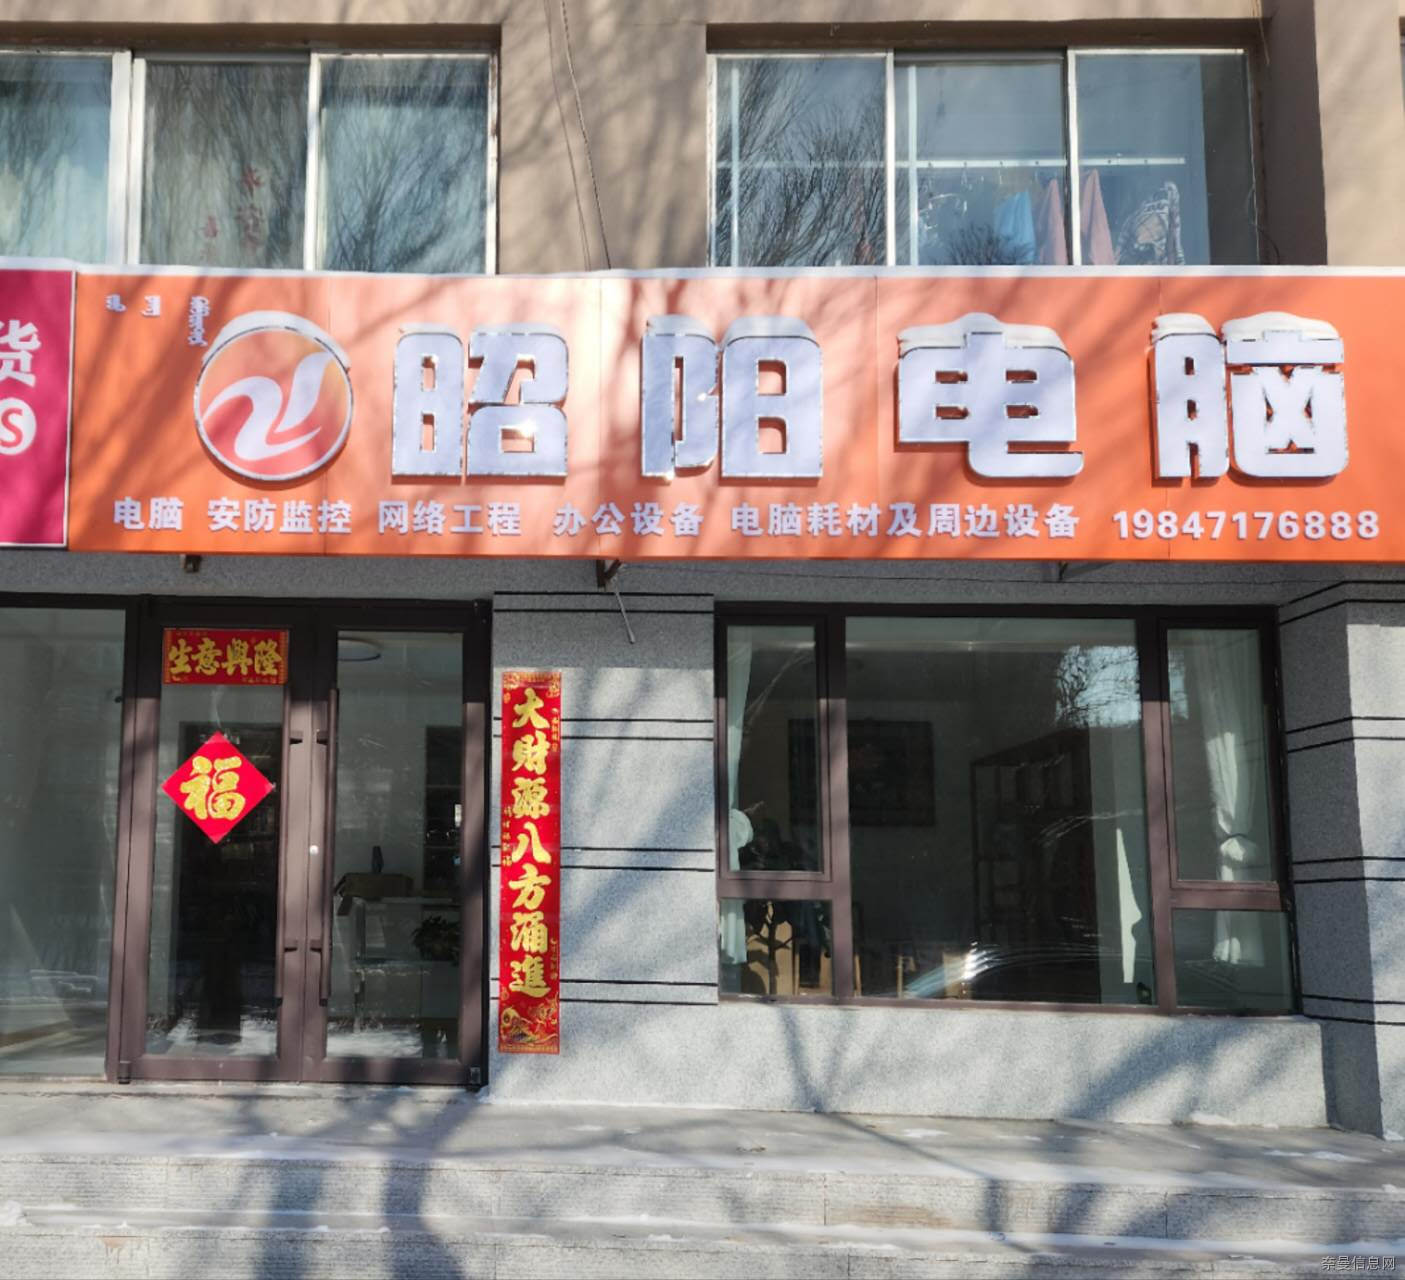 货
S
昭阳电脑
电脑 安防监控 网络工程 办公设备 电脑耗材及周边设备 19847176888
生意興隆
福
大財源八方涌進
奈曼信息网